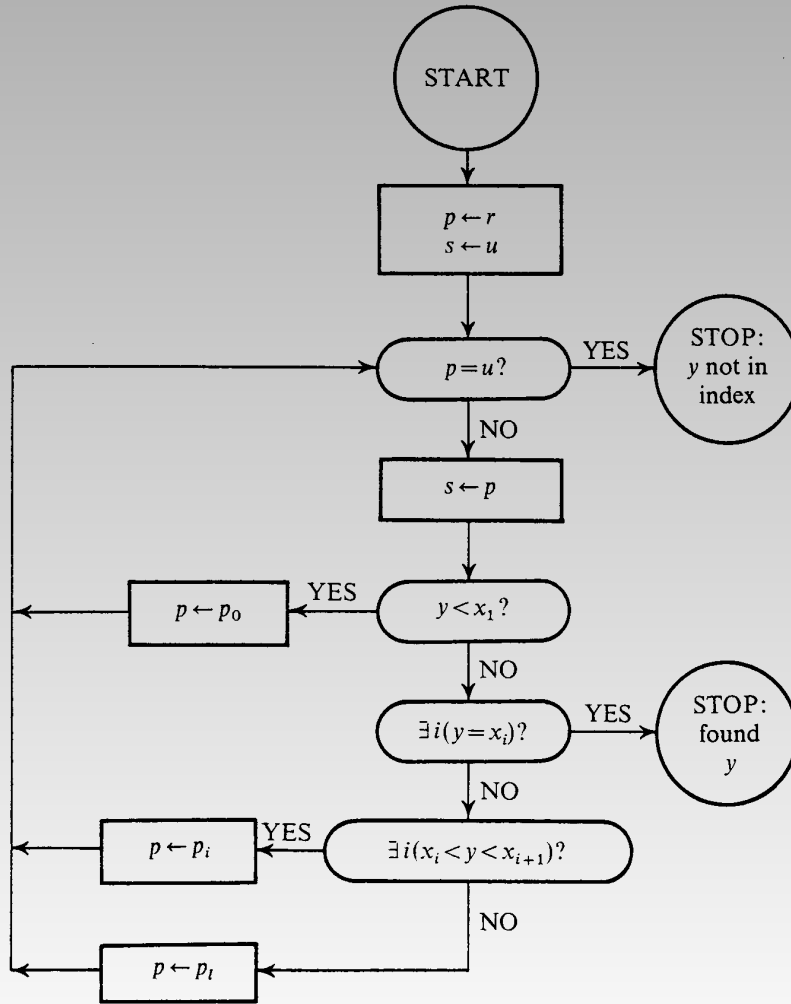 START
p ← r
s ← u
p = u?
YES
STOP:
y not in
index
NO
s ← p
y < x₁?
YES
p ← p₀
NO
∃ i(y = xᵢ)?
YES
STOP:
found
y
NO
∃ i(xᵢ < y < xᵢ₊₁)?
YES
p ← pᵢ
NO
p ← pₗ